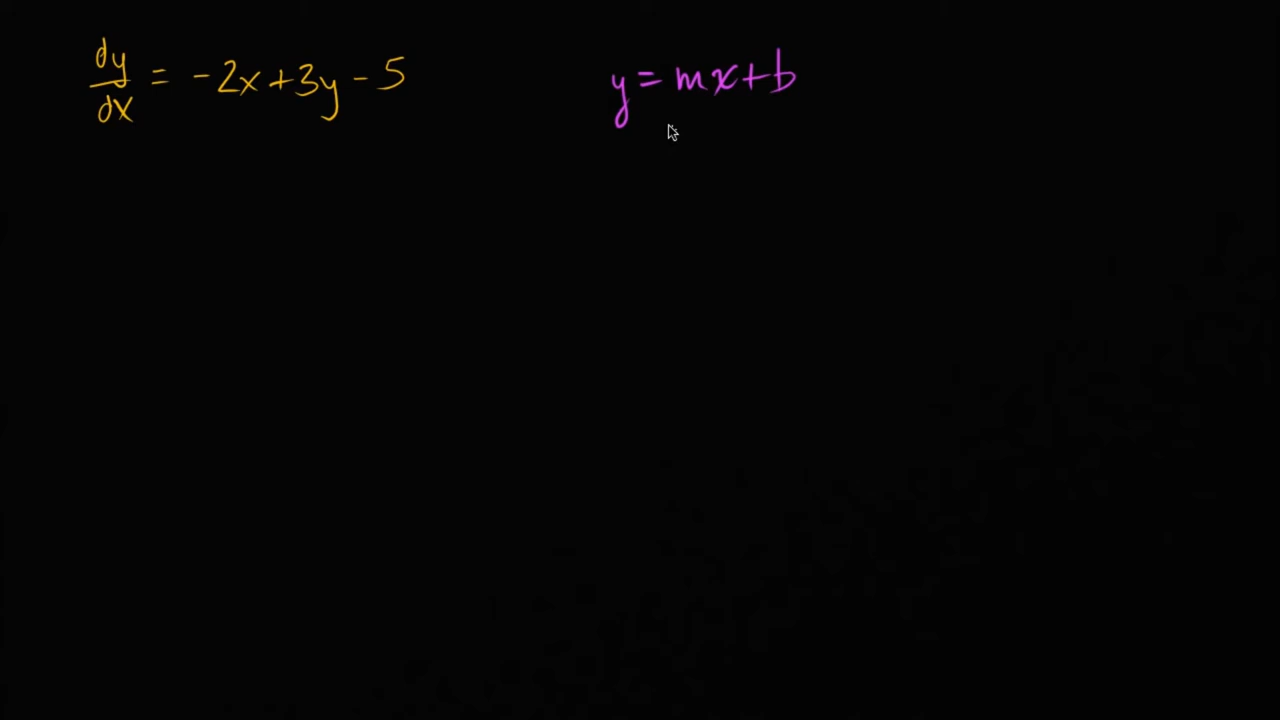 dy/dx = -2x+3y-5
y=mx+b